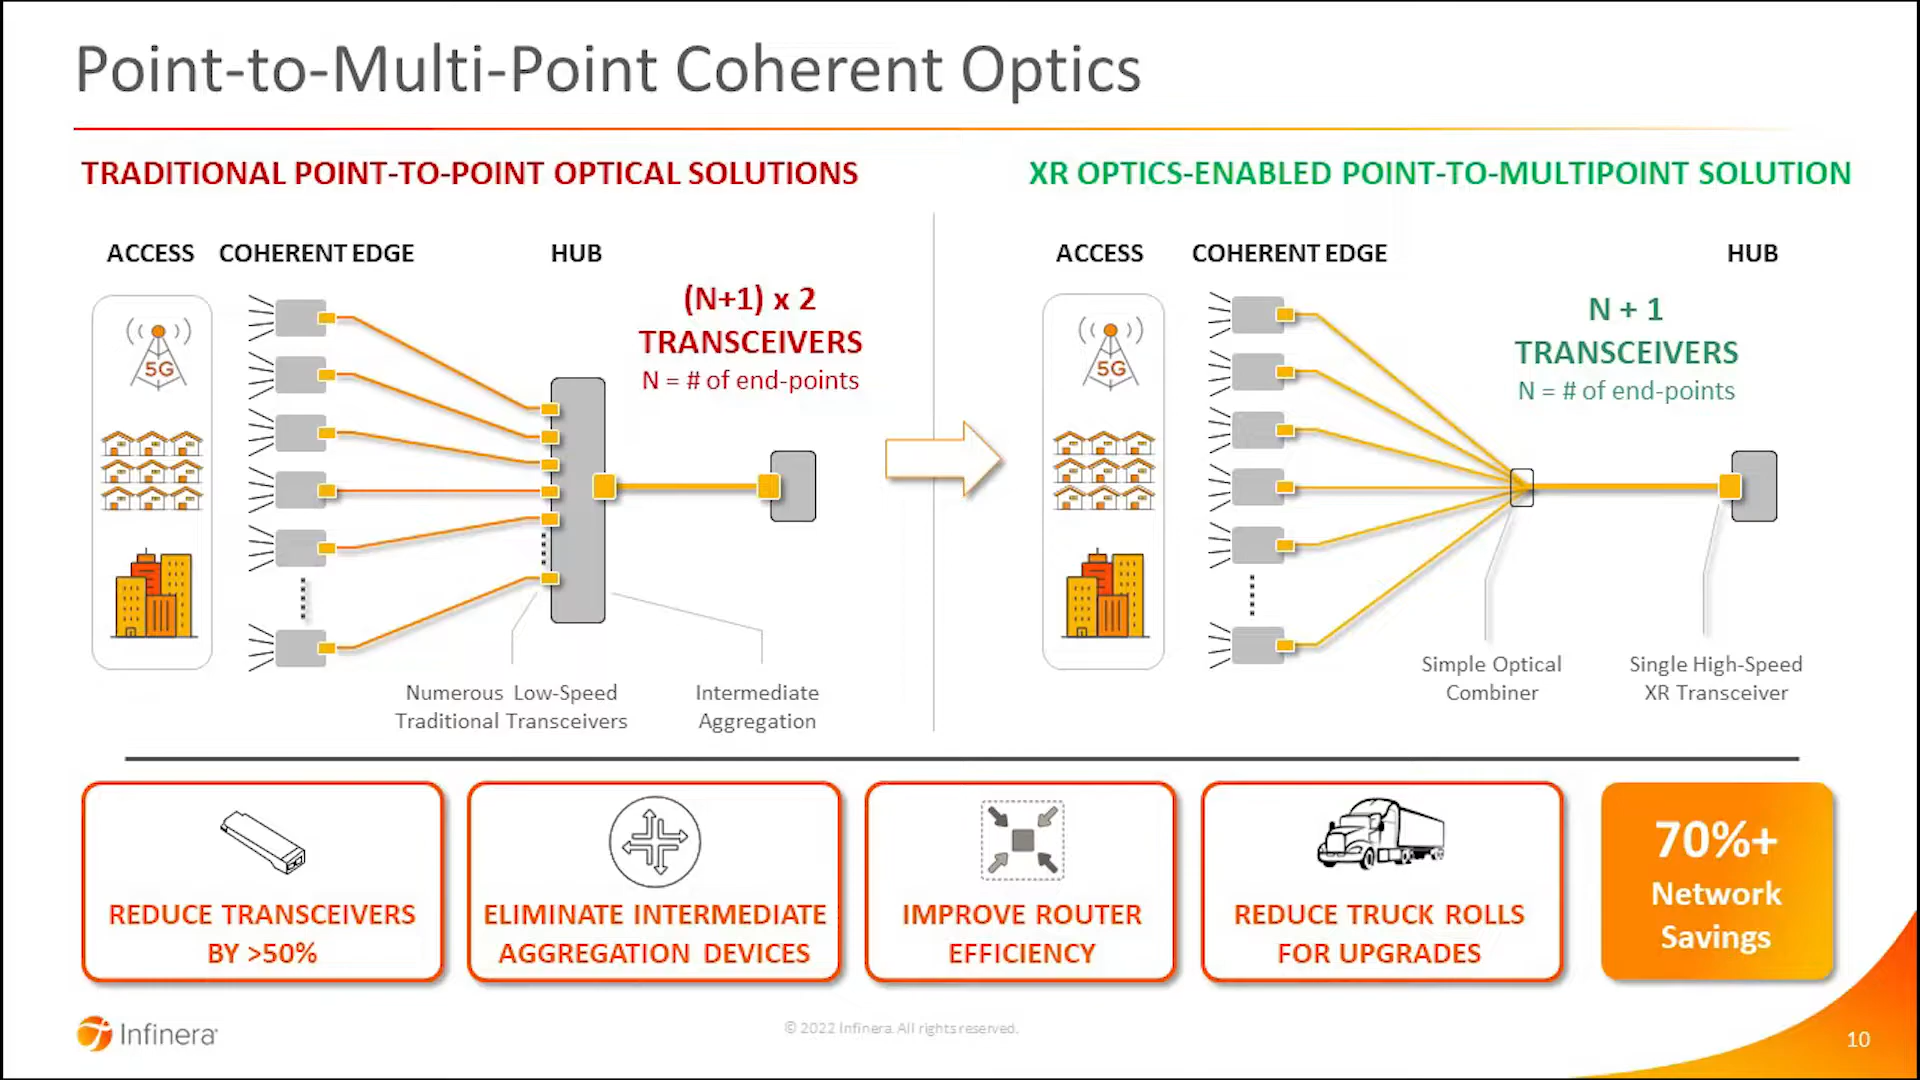 Point-to-Multi-Point Coherent Optics
TRADITIONAL POINT-TO-POINT OPTICAL SOLUTIONS
ACCESS
COHERENT EDGE
HUB
(N+1) x 2
TRANSCEIVERS
N = # of end-points
5G
Numerous Low-Speed
Traditional Transceivers
Intermediate
Aggregation
XR OPTICS-ENABLED POINT-TO-MULTIPOINT SOLUTION
ACCESS
COHERENT EDGE
HUB
N + 1
TRANSCEIVERS
N = # of end-points
5G
Simple Optical
Combiner
Single High-Speed
XR Transceiver
REDUCE TRANSCEIVERS
BY >50%
ELIMINATE INTERMEDIATE
AGGREGATION DEVICES
IMPROVE ROUTER
EFFICIENCY
REDUCE TRUCK ROLLS
FOR UPGRADES
70%+
Network
Savings
Infinera
© 2022 Infinera. All rights reserved.
10